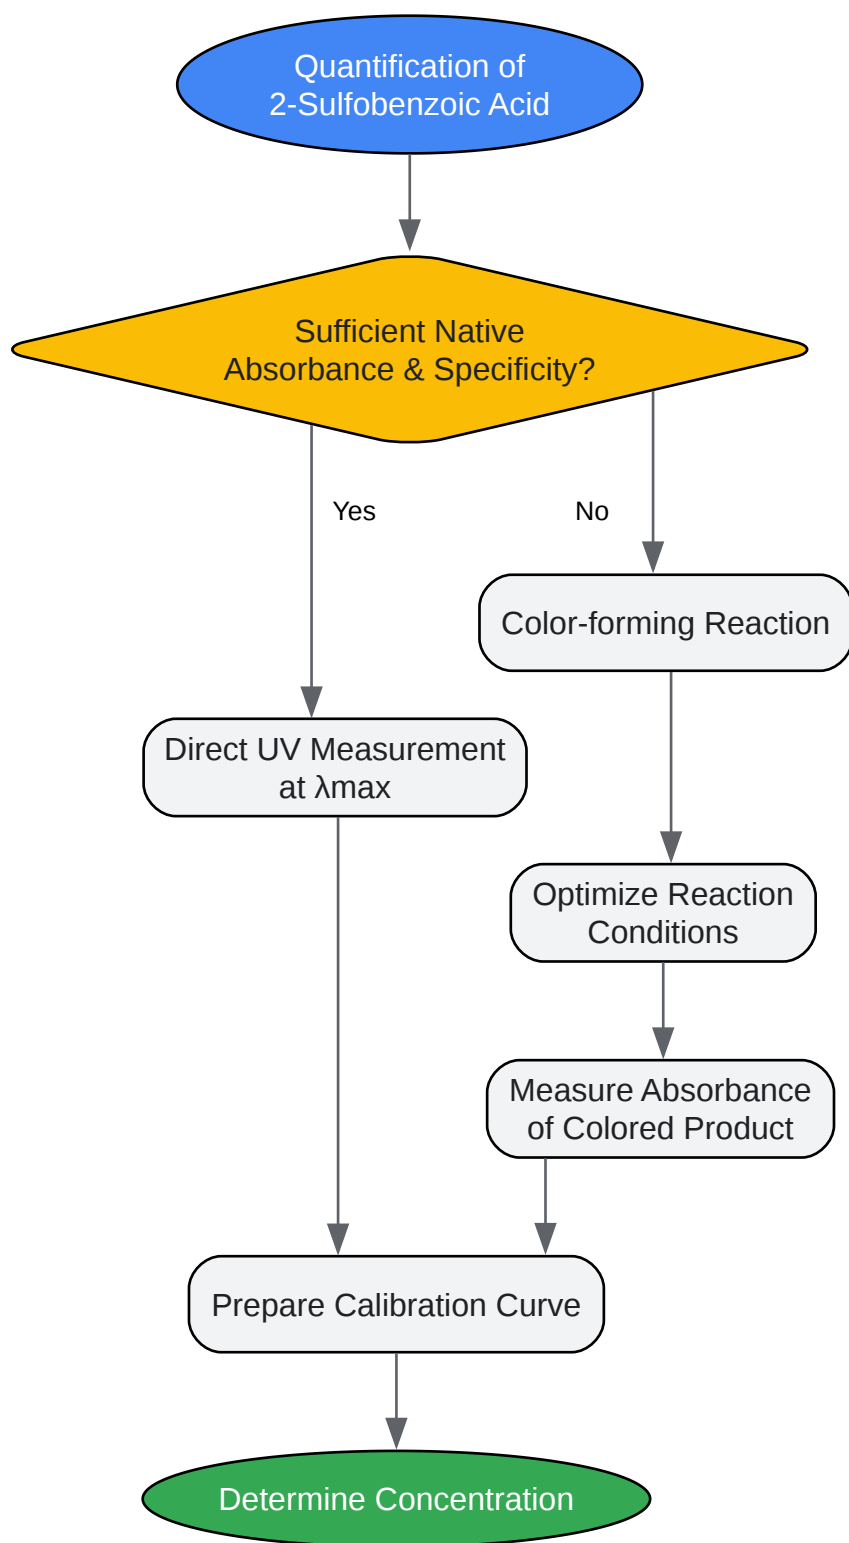 Quantification of
2-Sulfobenzoic Acid
Sufficient Native
Absorbance & Specificity?
Yes
No
Color-forming Reaction
Direct UV Measurement
at λmax
Optimize Reaction
Conditions
Measure Absorbance
of Colored Product
Prepare Calibration Curve
Determine Concentration